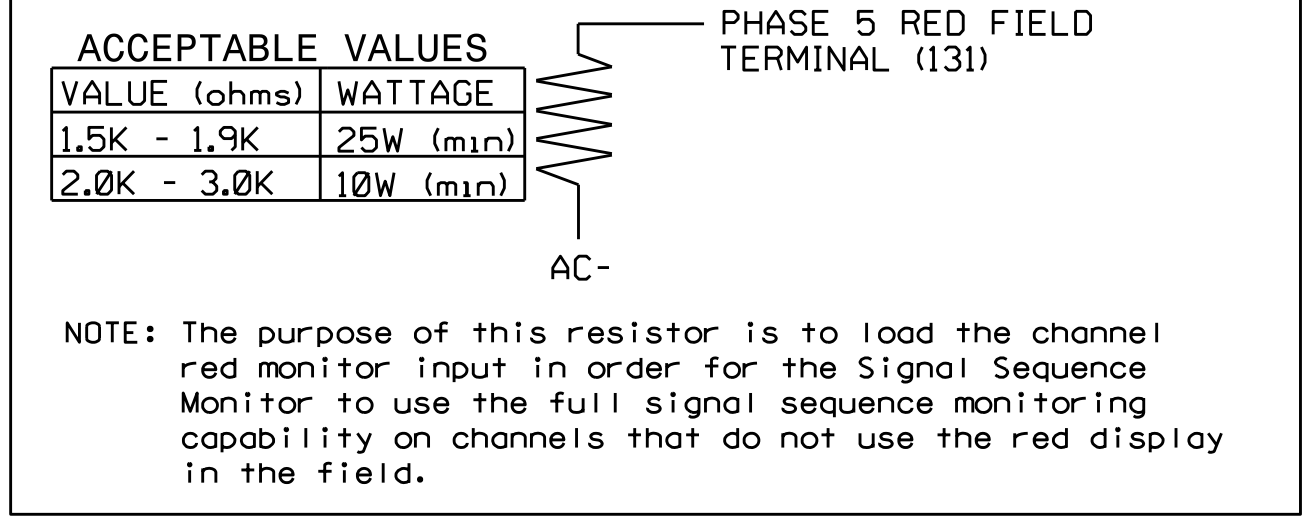 ACCEPTABLE VALUES
VALUE (ohms) WATTAGE
1.5K - 1.9K 25W (min)
2.0K - 3.0K 10W (min)
PHASE 5 RED FIELD
TERMINAL (131)
AC-
NOTE: The purpose of this resistor is to load the channel
red monitor input in order for the Signal Sequence
Monitor to use the full signal sequence monitoring
capability on channels that do not use the red display
in the field.